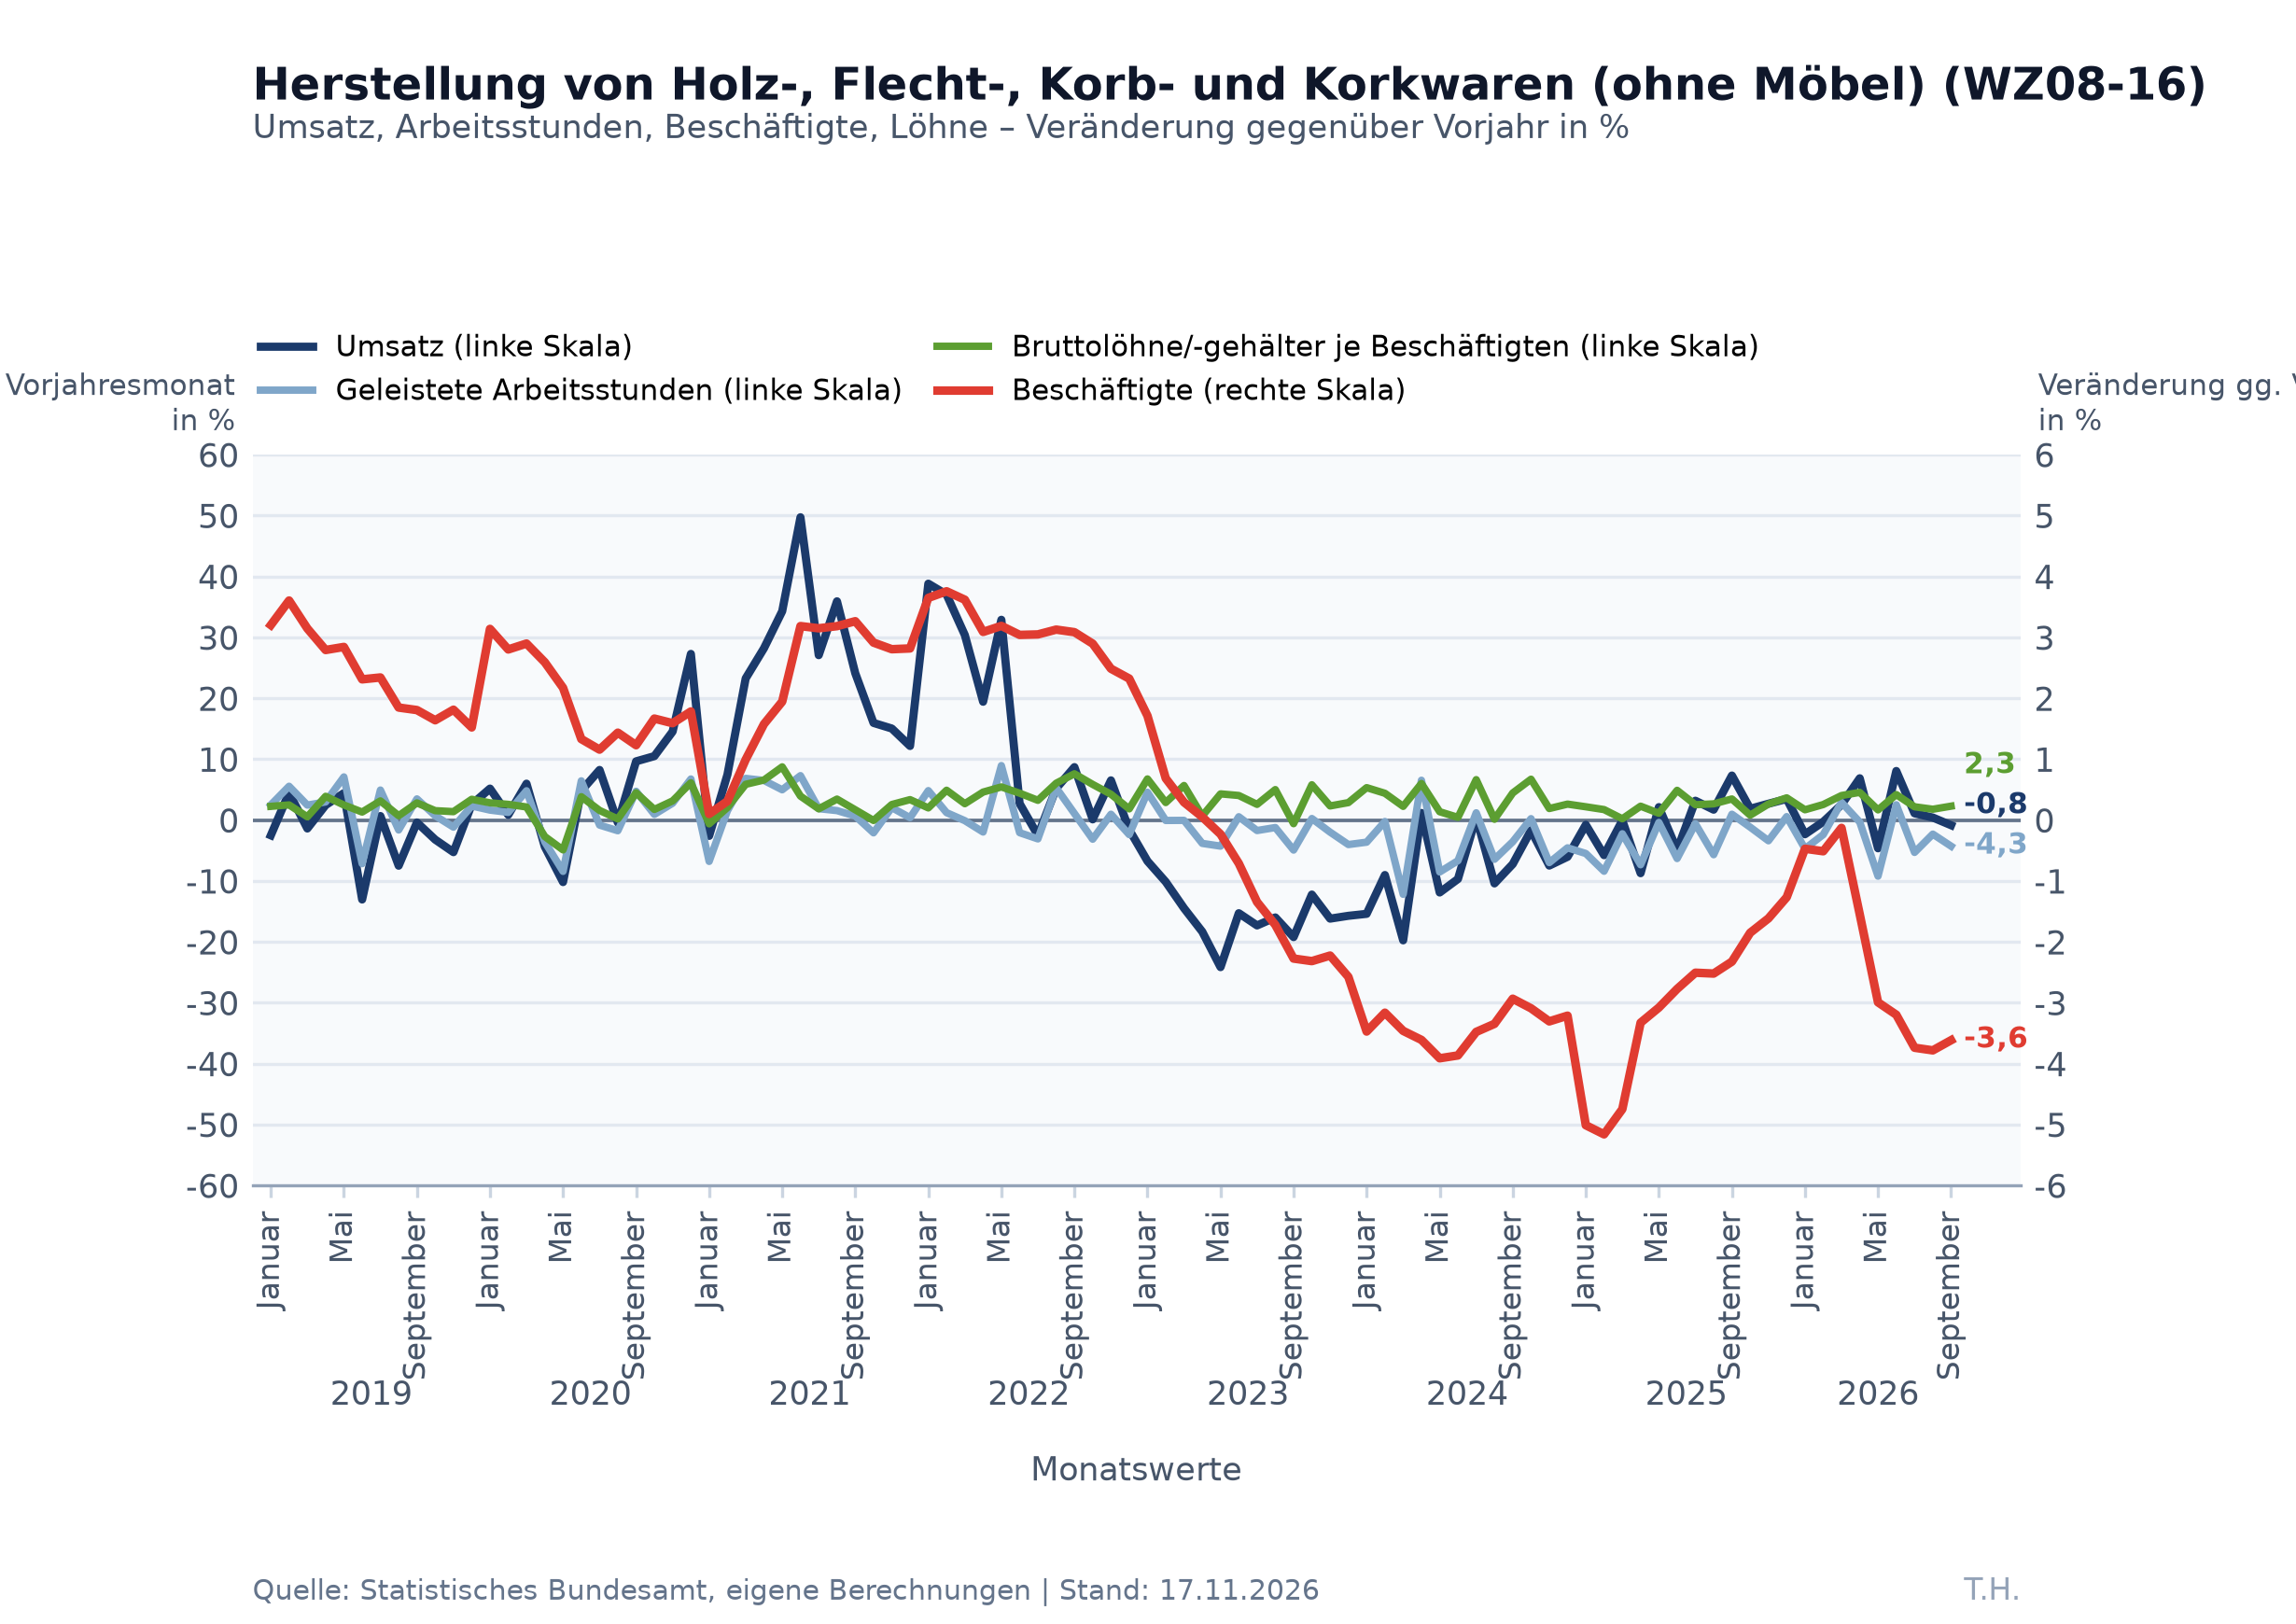 Herstellung von Holz-, Flecht-, Korb- und Korkwaren (ohne Möbel) (WZ08-16)
Umsatz, Arbeitsstunden, Beschäftigte, Löhne – Veränderung gegenüber Vorjahr in %
Umsatz (linke Skala)
Bruttolöhne/-gehälter je Beschäftigten (linke Skala)
Geleistete Arbeitsstunden (linke Skala)
Beschäftigte (rechte Skala)
Vorjahresmonat
in %
Veränderung gg.
in %
60
50
40
30
20
10
0
-10
-20
-30
-40
-50
-60
6
5
4
3
2
1
0
-1
-2
-3
-4
-5
-6
2,3
-0,8
-4,3
-3,6
Januar
Mai
September
Januar
Mai
September
Januar
Mai
September
Januar
Mai
September
Januar
Mai
September
Januar
Mai
September
Januar
Mai
September
Januar
Mai
September
2019
2020
2021
2022
2023
2024
2025
2026
Monatswerte
Quelle: Statistisches Bundesamt, eigene Berechnungen | Stand: 17.11.2026
T.H.